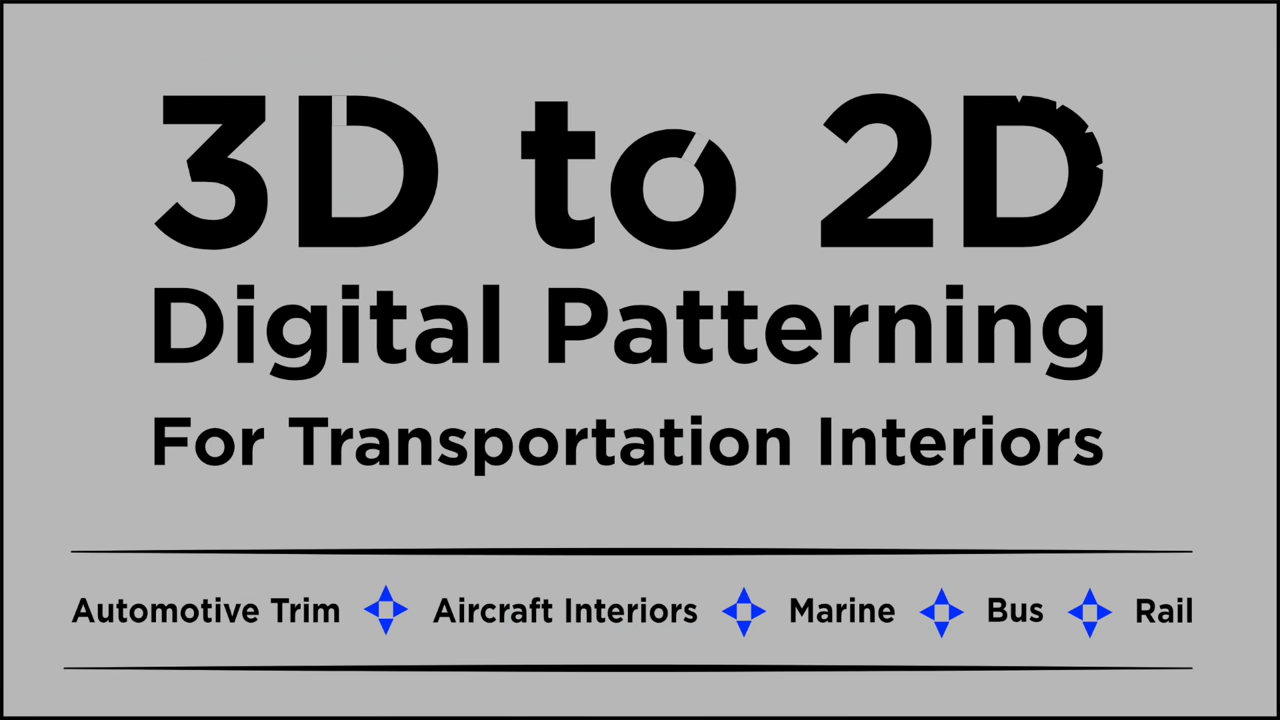 3D to 2D
Digital Patterning
For Transportation Interiors
Automotive Trim Aircraft Interiors Marine Bus Rail